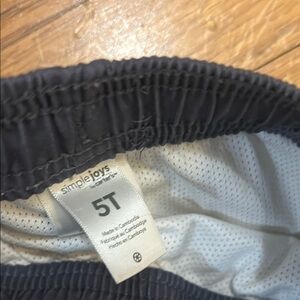 simple joys
by carter's
5T
Made in Cambodia
Fabriqué au Cambodge
Hecho en Camboya